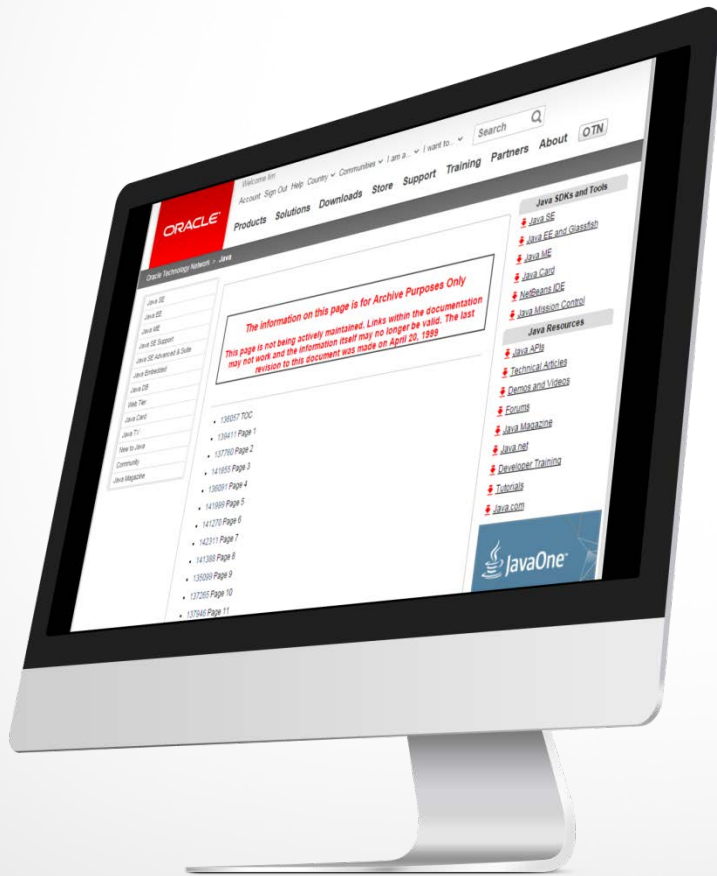 Welcome lim
Account Sign Out Help Country Communities I am a... I want to... Search
ORACLE
Products Solutions Downloads Store Support Training Partners About OTN
Oracle Technology Network > Java
Java SE
Java EE
Java ME
Java SE Support
Java SE Advanced & Suite
Java Embedded
Java DB
Web Tier
Java Card
Java TV
New to Java
Community
Java Magazine
The information on this page is for Archive Purposes Only
This page is not being actively maintained. Links within the documentation
may not work and the information itself may no longer be valid. The last
revision to this document was made on April 20, 1999
• 136057 TOC
• 139411 Page 1
• 137760 Page 2
• 141855 Page 3
• 136091 Page 4
• 141999 Page 5
• 141270 Page 6
• 142311 Page 7
• 141388 Page 8
• 135099 Page 9
• 137265 Page 10
• 137946 Page 11
Java SDKs and Tools
Java SE
Java EE and Glassfish
Java ME
Java Card
NetBeans IDE
Java Mission Control
Java Resources
Java APIs
Technical Articles
Demos and Videos
Forums
Java Magazine
Java.net
Developer Training
Tutorials
Java.com
JavaOne